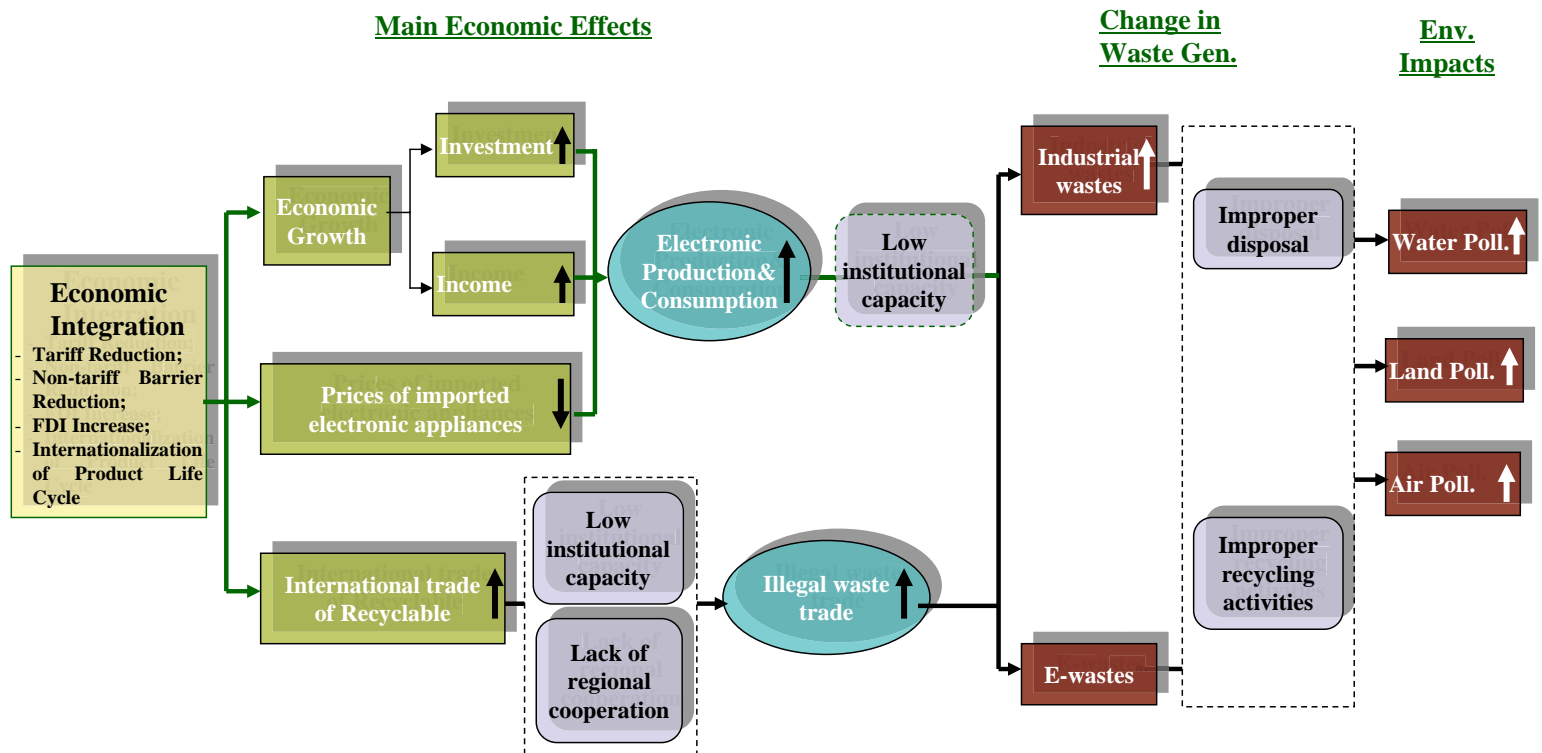 Main Economic Effects
Change in
Waste Gen.
Env.
Impacts
Economic
Integration
- Tariff Reduction;
- Non-tariff Barrier
Reduction;
- FDI Increase;
- Internationalization
of Product Life
Cycle
Economic
Growth
Investment
Income
Prices of imported
electronic appliances
International trade
of Recyclable
Low
institutional
capacity
Lack of
regional
cooperation
Electronic
Production&
Consumption
Low
institutional
capacity
Illegal waste
trade
Industrial
wastes
E-wastes
Improper
disposal
Improper
recycling
activities
Water Poll.
Land Poll.
Air Poll.